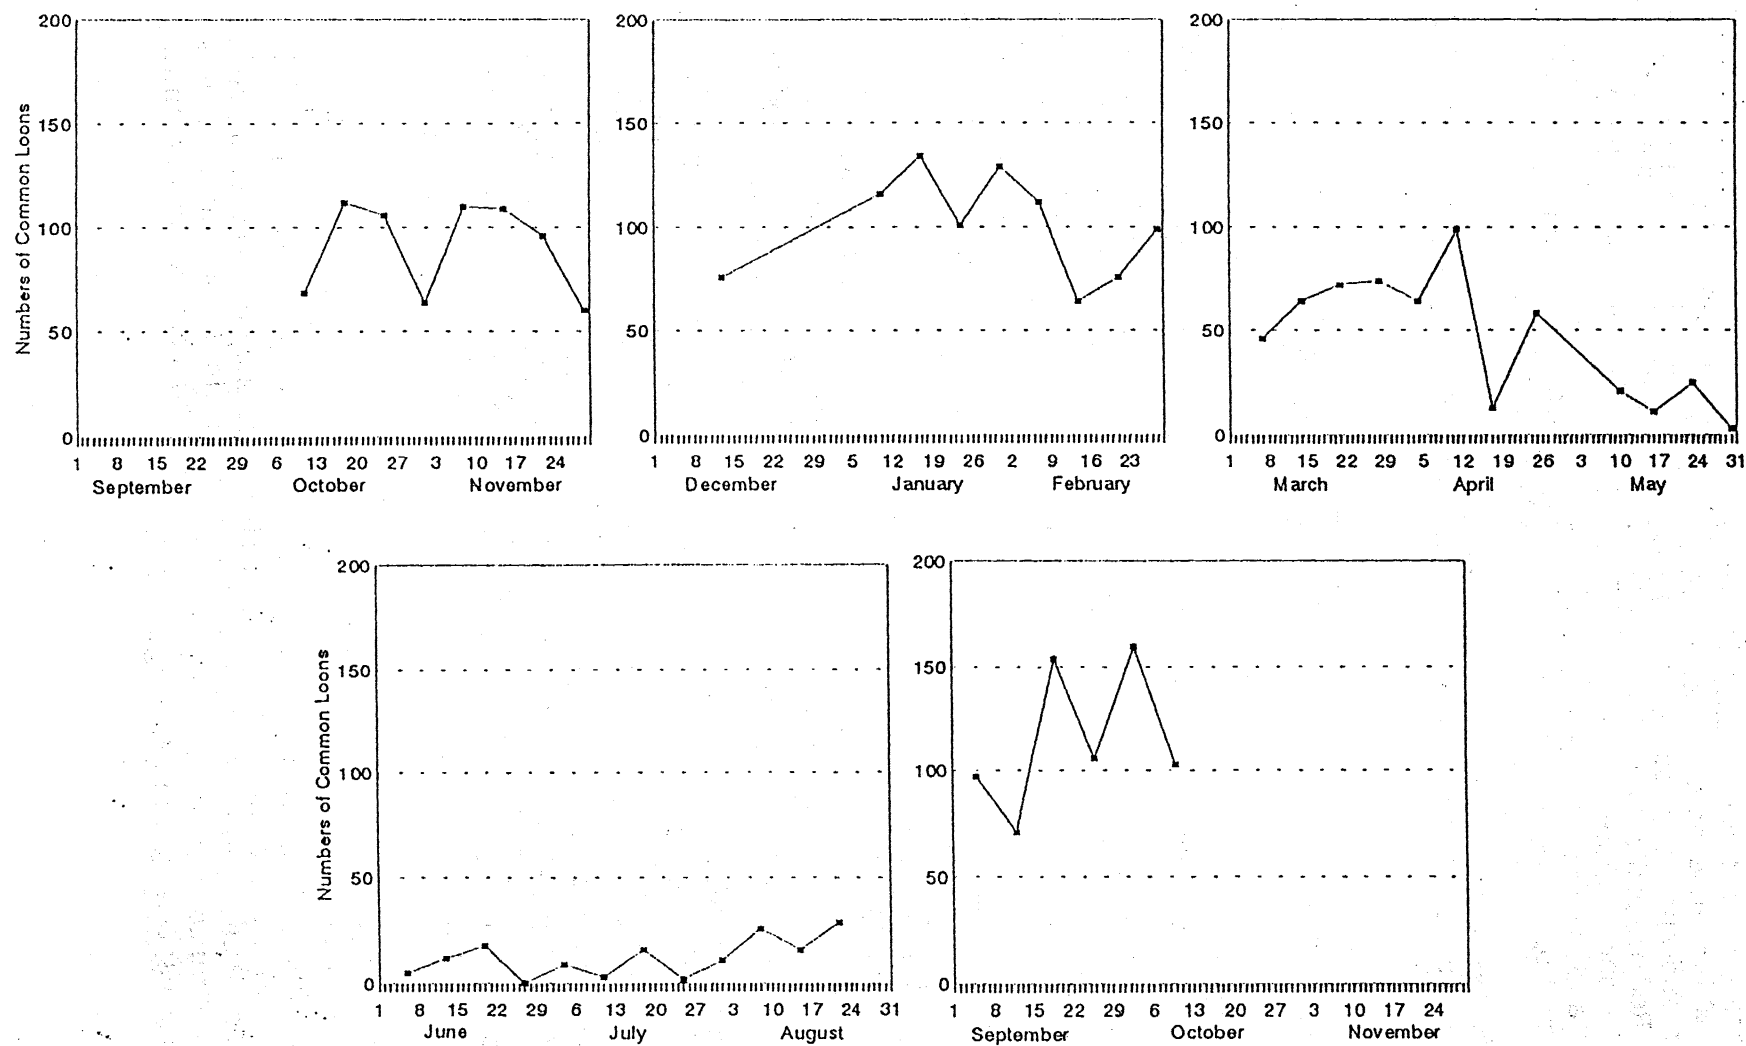 200 200 200
150 150 150
100 100 100
50 50 50
0 0 0
Numbers of Common Loons
1 8 15 22 29 6 13 20 27 3 10 17 24 1 8 15 22 29 5 12 19 26 2 9 16 23 1 8 15 22 29 5 12 19 26 3 10 17 24 31
September October November December January February March April May
200 200
150 150
100 100
50 50
0 0
Numbers of Common Loons
1 8 15 22 29 6 13 20 27 3 10 17 24 31 1 8 15 22 29 6 13 20 27 3 10 17 24
June July August September October November